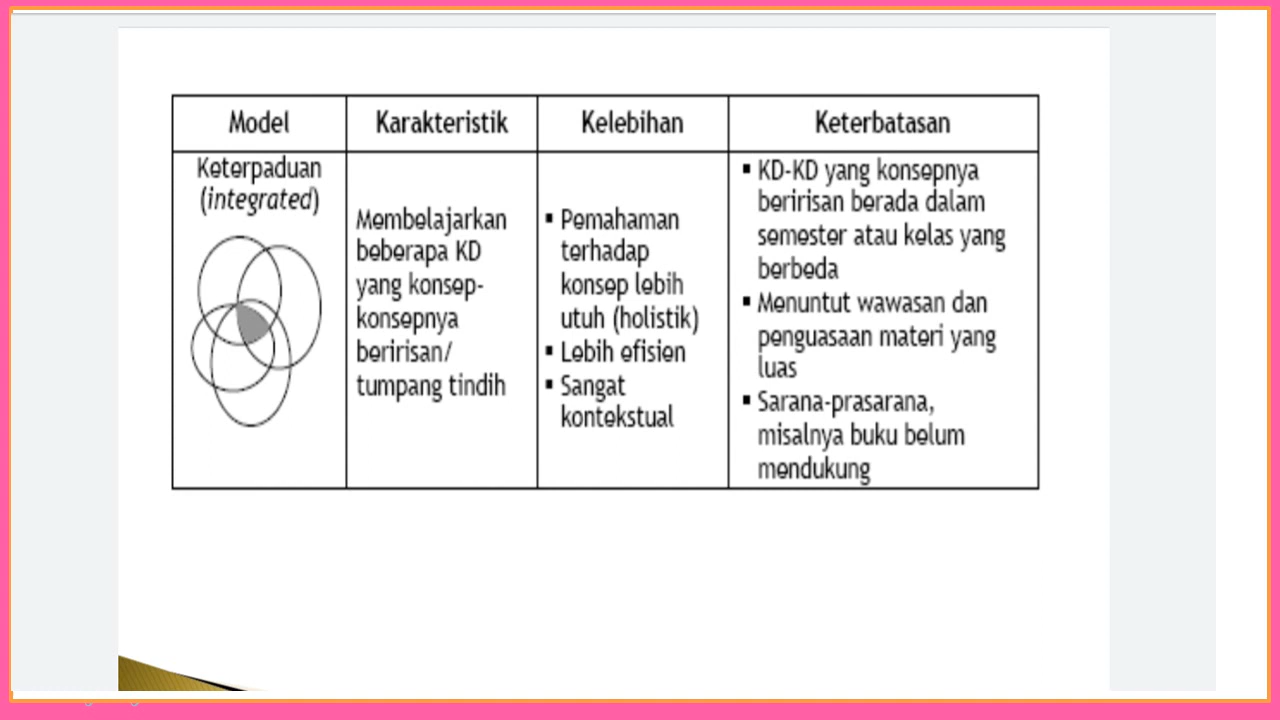 Model
Karakteristik
Kelebihan
Keterbatasan
Keterpaduan
(integrated)
Membelajarkan
beberapa KD
yang konsep-
konsepnya
beririsan/
tumpang tindih
▪ Pemahaman
terhadap
konsep lebih
utuh (holistik)
▪ Lebih efisien
▪ Sangat
kontekstual
▪ KD-KD yang konsepnya
beririsan berada dalam
semester atau kelas yang
berbeda
▪ Menuntut wawasan dan
penguasaan materi yang
luas
▪ Sarana-prasarana,
misalnya buku belum
mendukung